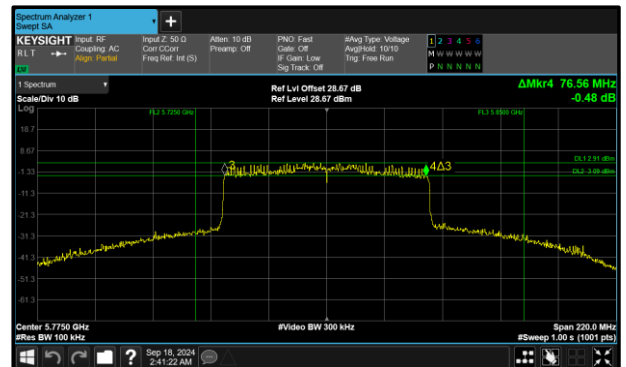 Spectrum Analyzer 1
Swept SA
+
KEYSIGHT
RLT
Input: RF
Coupling: AC
Align: Partial
Input Z: 50 Ω
Corr CCorr
Freq Ref: Int (S)
Atten: 10 dB
Preamp: Off
PNO: Fast
Gate: Off
IF Gain: Low
Sig Track: Off
#Avg Type: Voltage
Avg|Hold: 10/10
Trig: Free Run
1 2 3 4 5 6
M W W W W W
P N N N N N
1 Spectrum
Scale/Div 10 dB
Ref Lvl Offset 28.67 dB
Ref Level 28.67 dBm
ΔMkr4 76.56 MHz
-0.48 dB
Log
FL2 5.7250 GHz
FL3 5.8500 GHz
18.7
8.67
DL1 2.91 dBm
3
4Δ3
-1.33
DL2 -3.09 dBm
-11.3
-21.3
-31.3
-41.3
-51.3
-61.3
Center 5.7750 GHz
#Res BW 100 kHz
#Video BW 300 kHz
Span 220.0 MHz
#Sweep 1.00 s (1001 pts)
?
Sep 18, 2024
2:41:22 AM